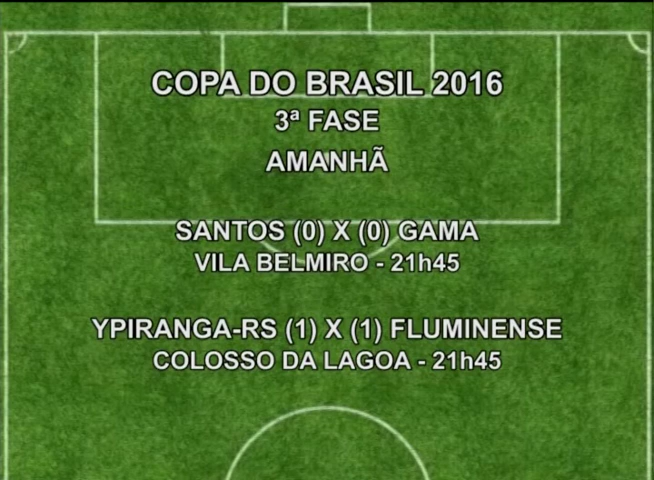 COPA DO BRASIL 2016
3ª FASE
AMANHÃ
SANTOS (0) X (0) GAMA
VILA BELMIRO - 21h45
YPIRANGA-RS (1) X (1) FLUMINENSE
COLOSSO DA LAGOA - 21h45